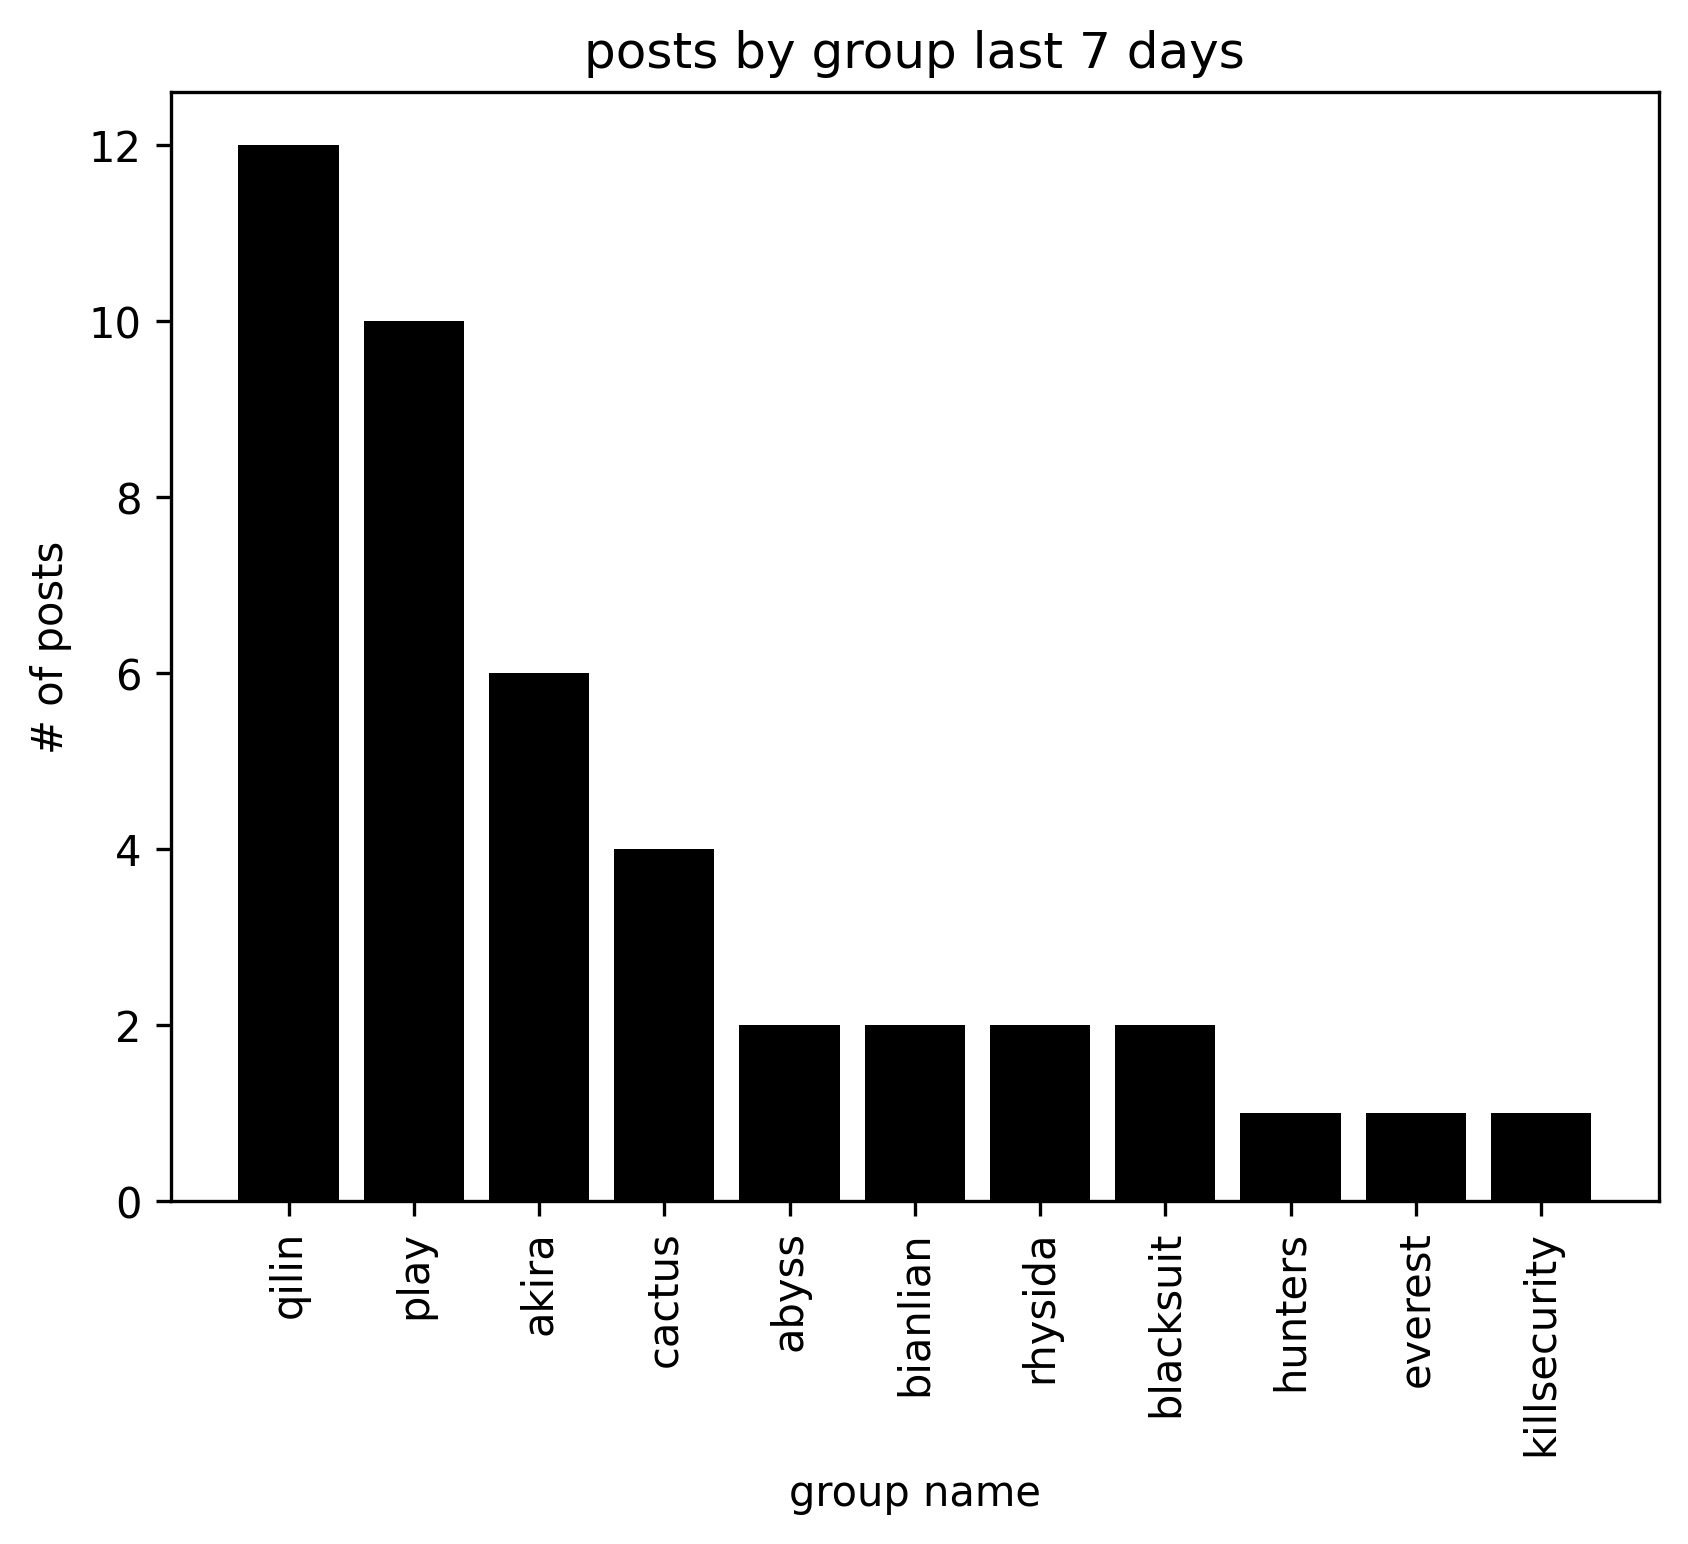 posts by group last 7 days
12
10
8
6
4
2
0
# of posts
qilin
play
akira
cactus
abyss
bianlian
rhysida
blacksuit
hunters
everest
killsecurity
group name